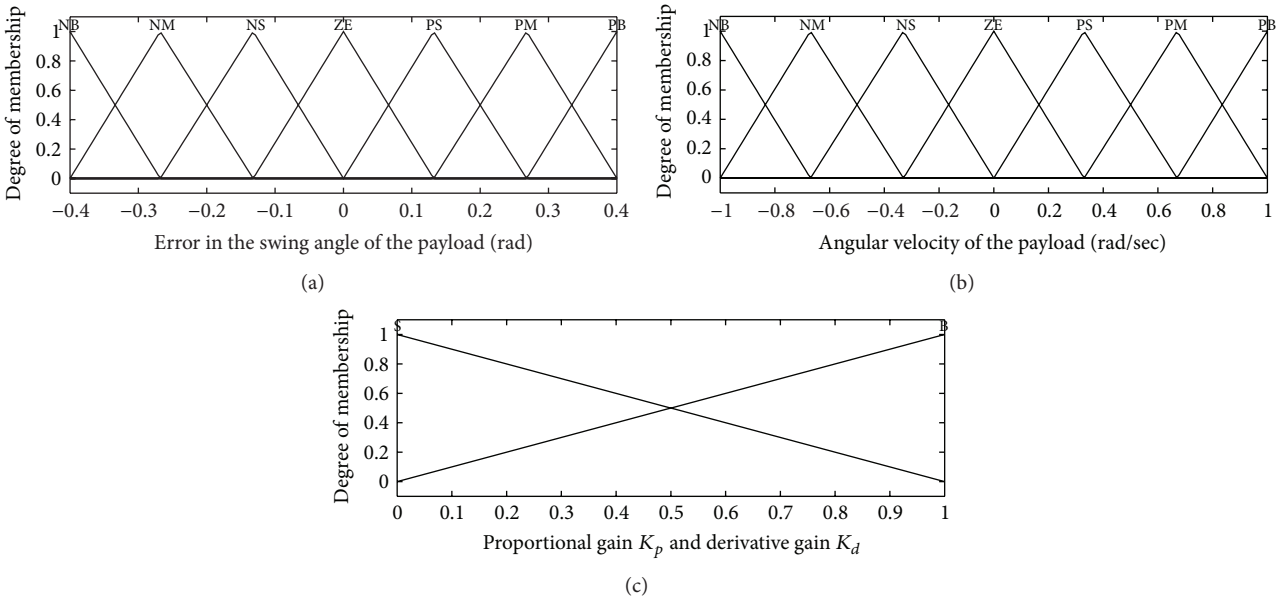 NB NM NS ZE PS PM PB
1
0.8
0.6
0.4
0.2
0
Degree of membership
−0.4 −0.3 −0.2 −0.1 0 0.1 0.2 0.3 0.4
Error in the swing angle of the payload (rad)
(a)
NB NM NS ZE PS PM PB
1
0.8
0.6
0.4
0.2
0
Degree of membership
−1 −0.8 −0.6 −0.4 −0.2 0 0.2 0.4 0.6 0.8 1
Angular velocity of the payload (rad/sec)
(b)
S B
1
0.8
0.6
0.4
0.2
0
Degree of membership
0 0.1 0.2 0.3 0.4 0.5 0.6 0.7 0.8 0.9 1
Proportional gain Kp and derivative gain Kd
(c)